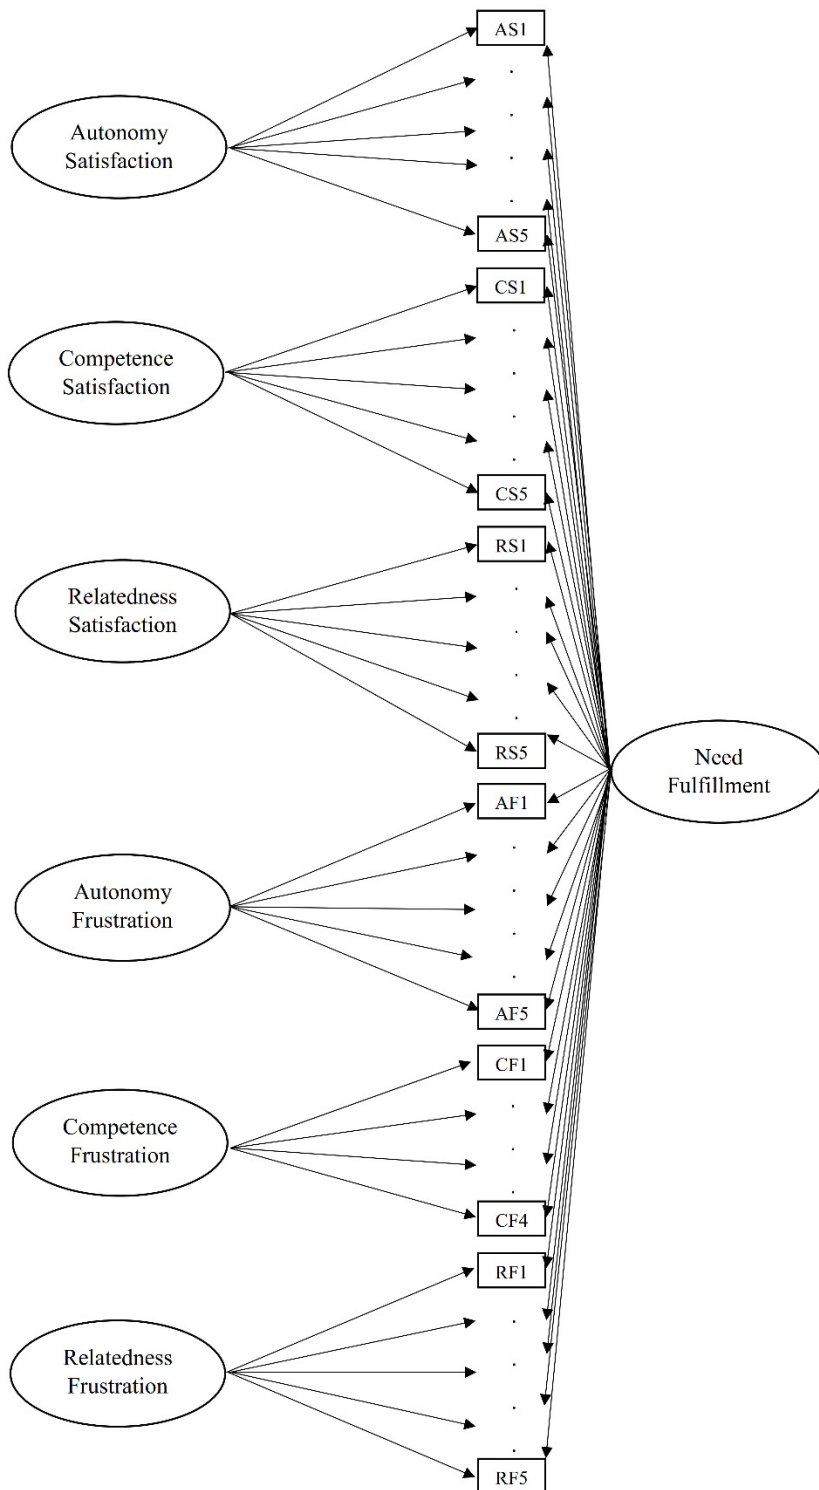 AS1
Autonomy
Satisfaction
AS5
CS1
Competence
Satisfaction
CS5
RS1
Relatedness
Satisfaction
RS5
Need
Fulfillment
AF1
Autonomy
Frustration
AF5
CF1
Competence
Frustration
CF4
RF1
Relatedness
Frustration
RF5